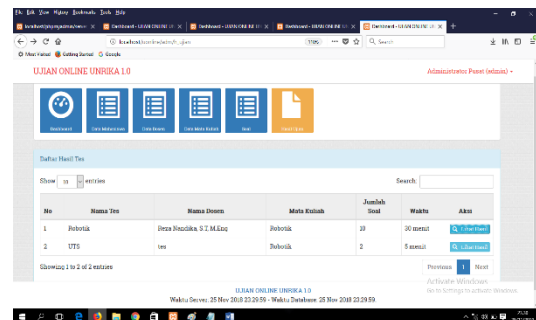 File Edit View History Bookmarks Tools Help
Dashboard - UJIAN ONLINE U
Dashboard - UJIAN ONLINE U
Dashboard - UJIAN ONLINE U
Dashboard - UJIAN ONLINE U
Search
Most Visited Getting Started Google
UJIAN ONLINE UNRIKA 1.0
Administrator Pusat (admin)
Dashboard Data Mahasiswa Data Dosen Data Mata Kuliah Soal Hasil Ujian
Daftar Hasil Tes
Show 10 entries Search:
No Nama Tes Nama Dosen Mata Kuliah Jumlah Soal Waktu Aksi
1 Robotik Reza Nandika, S.T, M.Eng Robotik 20 30 menit Lihat Hasil
2 UTS tes Robotik 2 5 menit Lihat Hasil
Showing 1 to 2 of 2 entries Previous 1 Next
Activate Windows
Go to Settings to activate Windows.
UJIAN ONLINE UNRIKA 1.0
Waktu Server: 25 Nov 2018 23:29:59 - Waktu Database: 25 Nov 2018 23:29:59